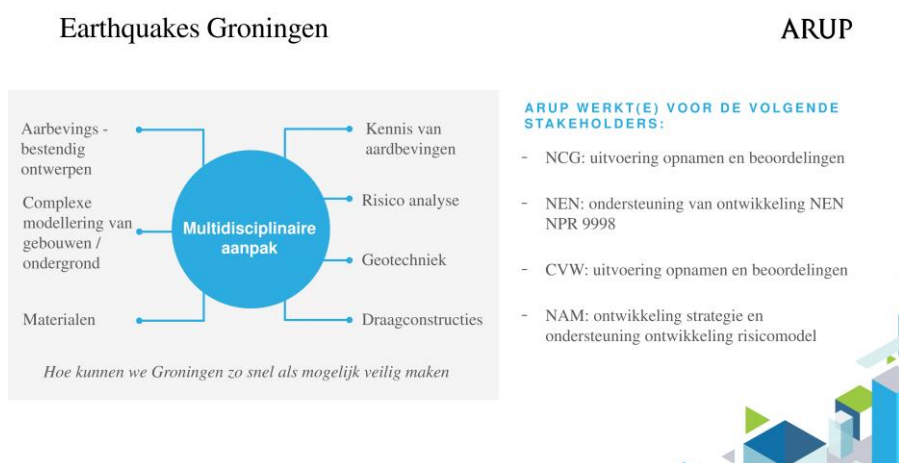 Earthquakes Groningen
ARUP
Aarbevings -
bestendig
ontwerpen
Complexe
modellering van
gebouwen /
ondergrond
Materialen
Multidisciplinaire
aanpak
Kennis van
aardbevingen
Risico analyse
Geotechniek
Draagconstructies
Hoe kunnen we Groningen zo snel als mogelijk veilig maken
ARUP WERKT(E) VOOR DE VOLGENDE
STAKEHOLDERS:
- NCG: uitvoering opnamen en beoordelingen
- NEN: ondersteuning van ontwikkeling NEN
NPR 9998
- CVW: uitvoering opnamen en beoordelingen
- NAM: ontwikkeling strategie en
ondersteuning ontwikkeling risicomodel